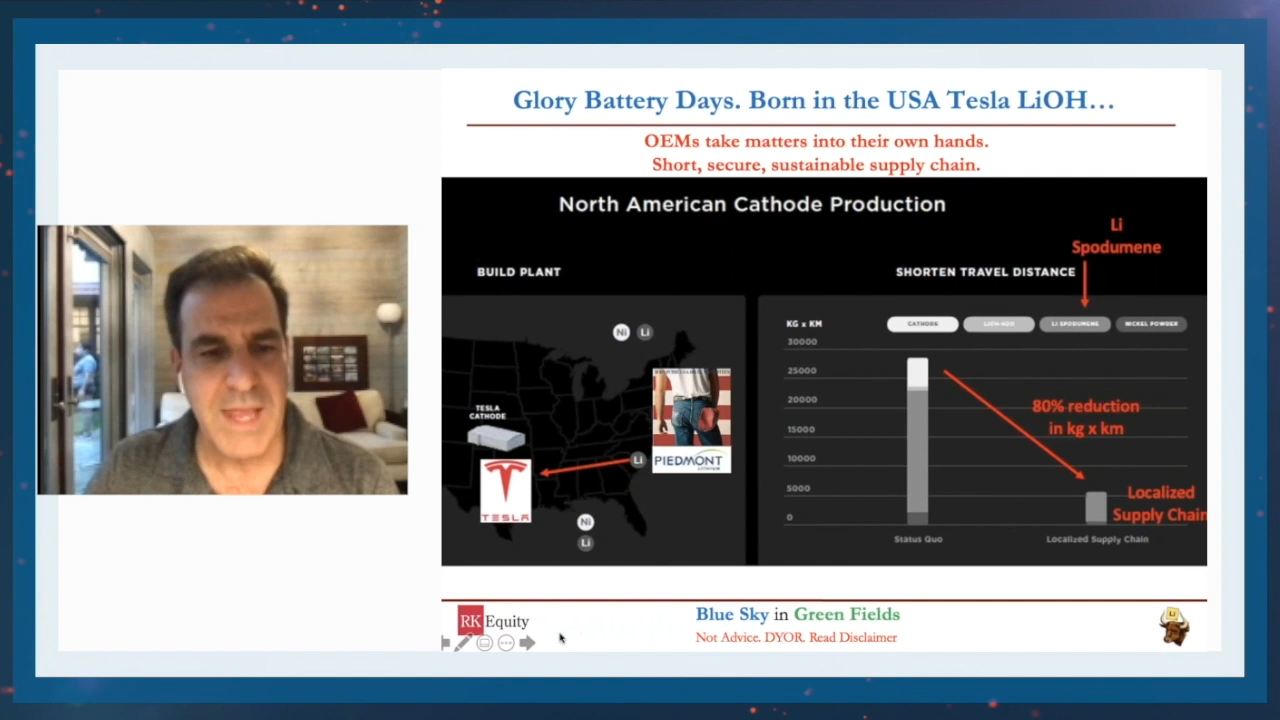 Glory Battery Days. Born in the USA Tesla LiOH…
OEMs take matters into their own hands.
Short, secure, sustainable supply chain.
North American Cathode Production
BUILD PLANT
Ni
Li
TESLA
CATHODE
TESLA
Li
PIEDMONT
LITHIUM
Ni
Li
Li
Spodumene
SHORTEN TRAVEL DISTANCE
KG x KM
CATHODE
LI SPODUMENE
NICKEL POWDER
30000
25000
20000
15000
10000
5000
0
80% reduction
in kg x km
Localized
Supply Chain
Status Quo
Localized Supply Chain
RK Equity
Blue Sky in Green Fields
Not Advice. DYOR. Read Disclaimer
Li